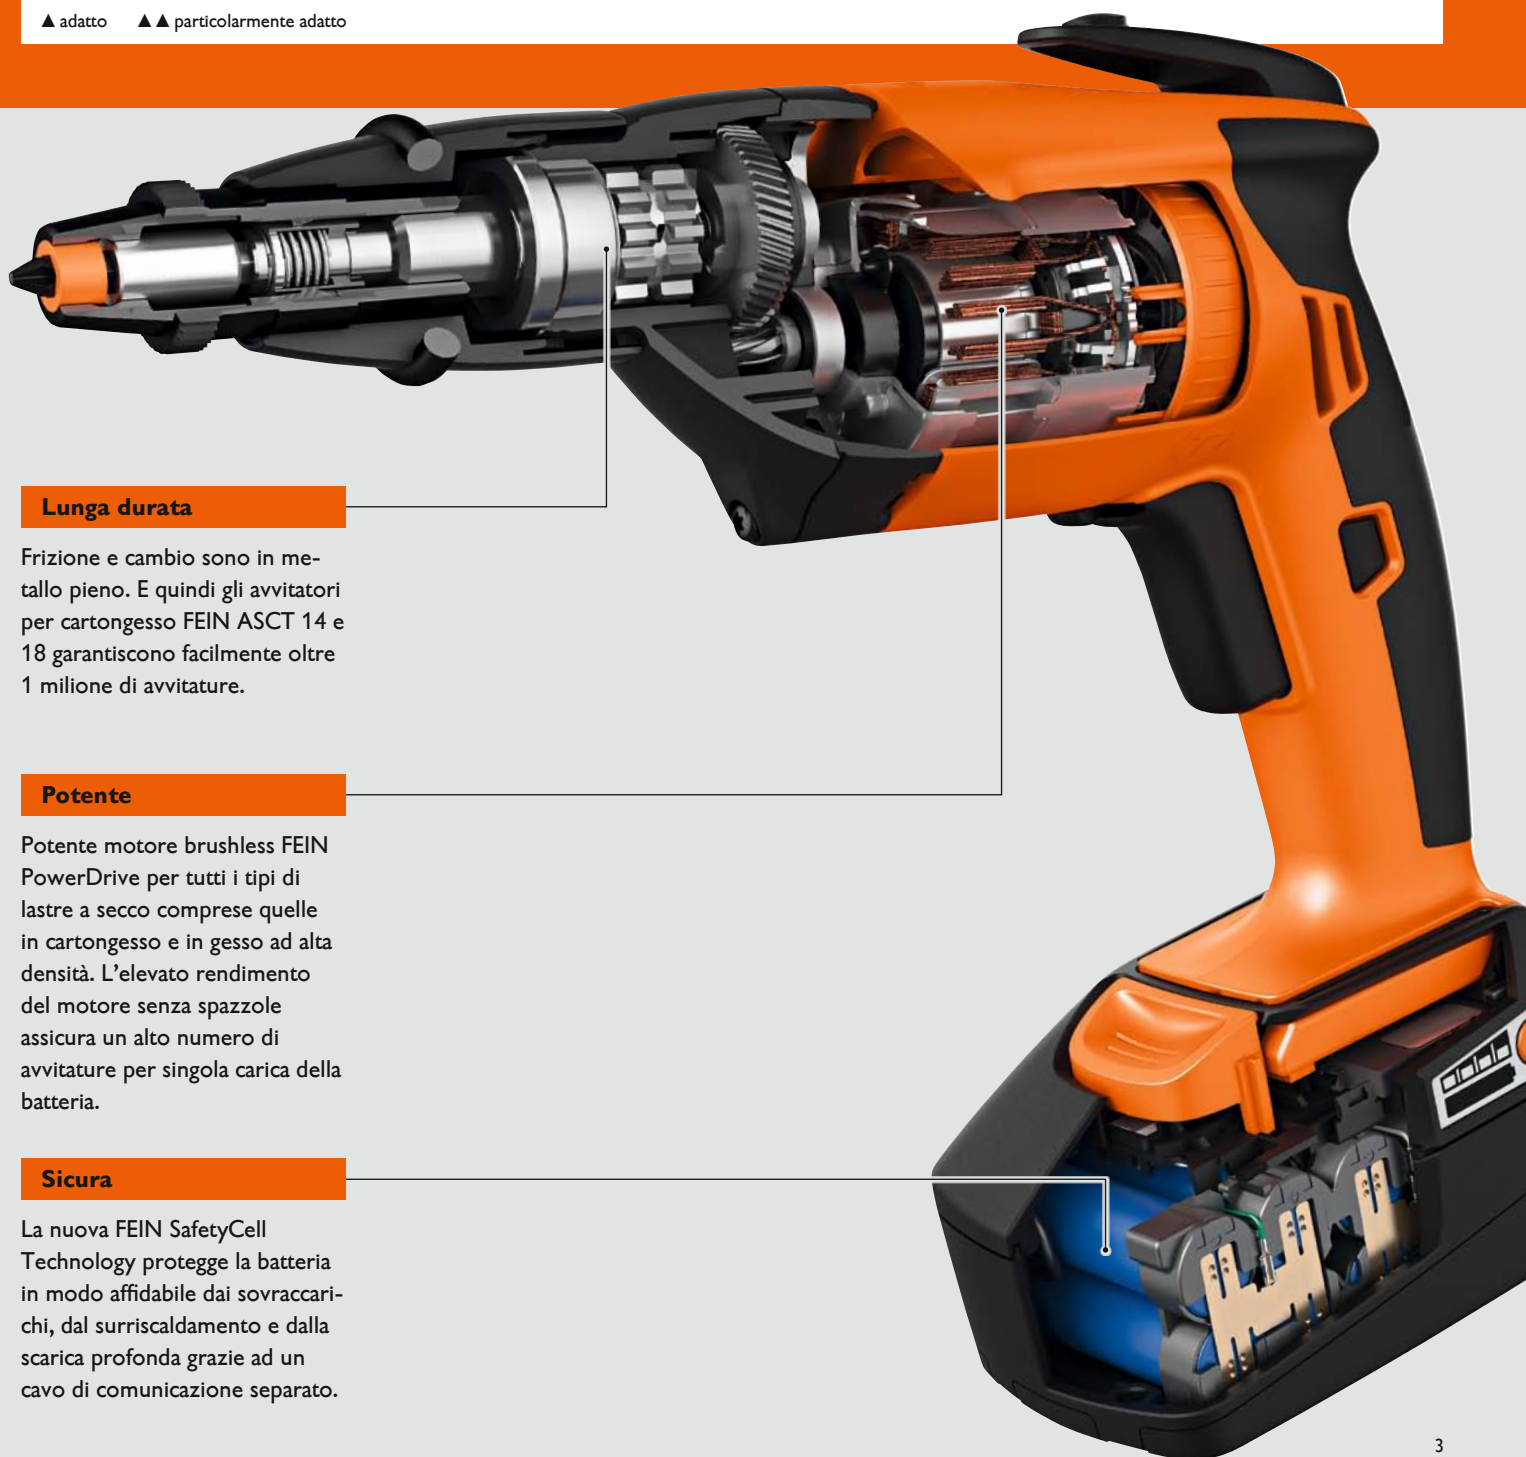 ▲ adatto ▲▲ particolarmente adatto
Lunga durata
Frizione e cambio sono in me-
tallo pieno. E quindi gli avvitatori
per cartongesso FEIN ASCT 14 e
18 garantiscono facilmente oltre
1 milione di avvitature.
Potente
Potente motore brushless FEIN
PowerDrive per tutti i tipi di
lastre a secco comprese quelle
in cartongesso e in gesso ad alta
densità. L’elevato rendimento
del motore senza spazzole
assicura un alto numero di
avvitature per singola carica della
batteria.
Sicura
La nuova FEIN SafetyCell
Technology protegge la batteria
in modo affidabile dai sovraccari-
chi, dal surriscaldamento e dalla
scarica profonda grazie ad un
cavo di comunicazione separato.
3